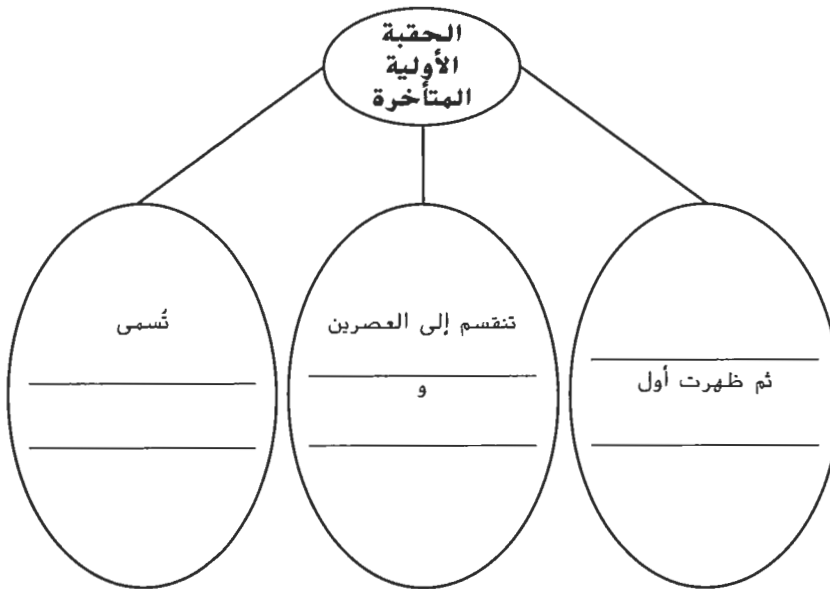 الحقبة
الأولية
المتأخرة
ثم ظهرت أول
تنقسم إلى العصرين
و
تُسمى